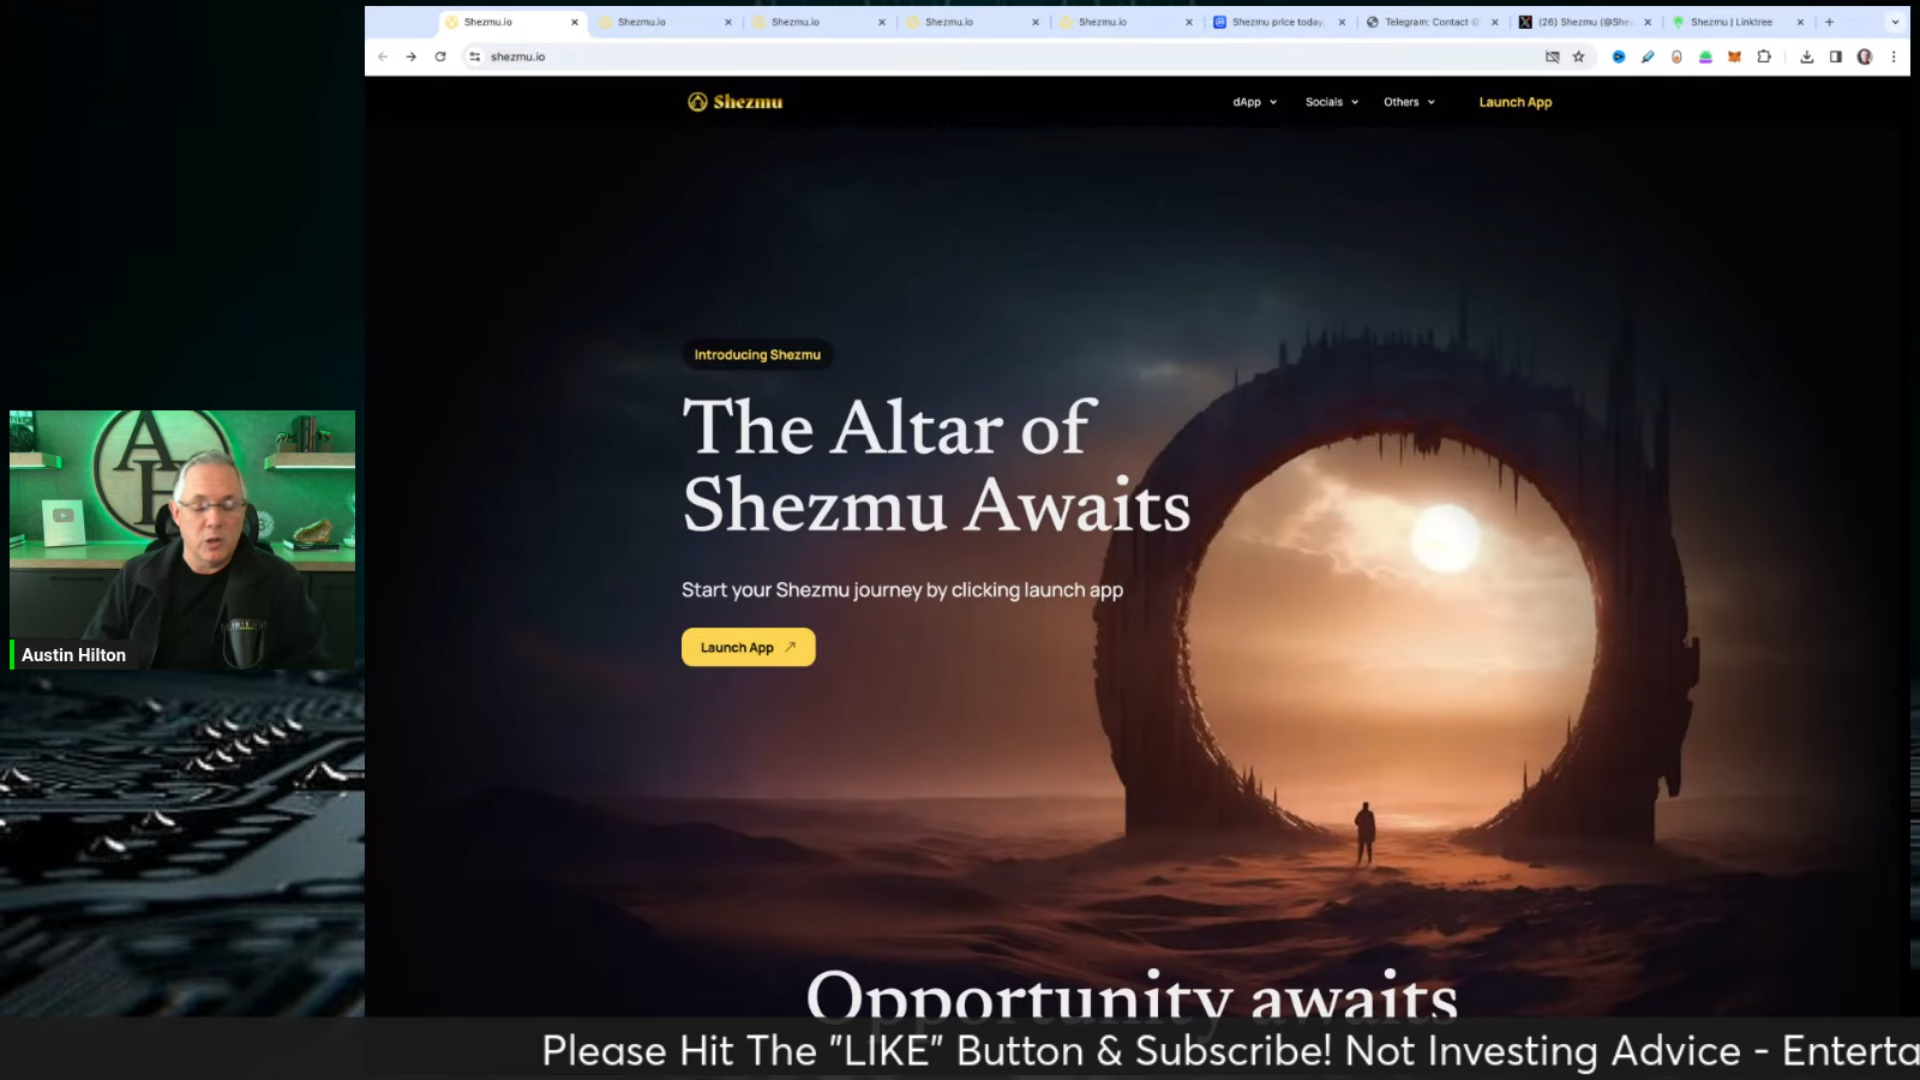 Shezmu.io
Shezmu.io
Shezmu.io
Shezmu.io
Shezmu.io
Shezmu price today,
Telegram: Contact @
(26) Shezmu (@She
Shezmu | Linktree
shezmu.io
Shezmu
dApp
Socials
Others
Launch App
Introducing Shezmu
The Altar of
Shezmu Awaits
Start your Shezmu journey by clicking launch app
Launch App
AH
Austin Hilton
Opportunity awaits
Please Hit The "LIKE" Button & Subscribe! Not Investing Advice - Enterta